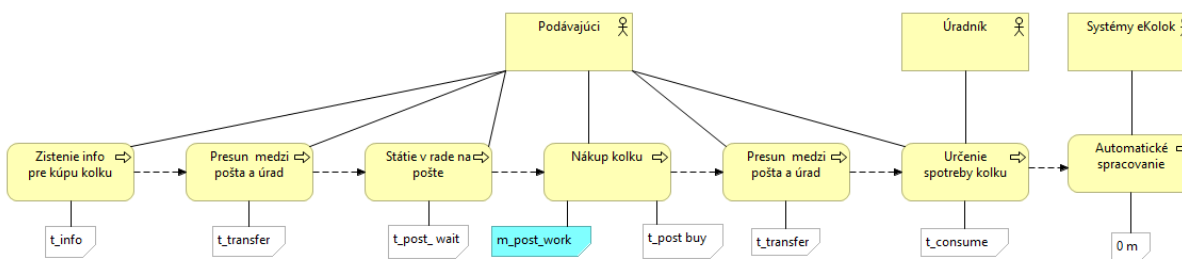 Podávajúci
Úradník
Systémy eKolok
Zistenie info
pre kúpu kolku
Presun medzi
pošta a úrad
Státie v rade na
pošte
Nákup kolku
Presun medzi
pošta a úrad
Určenie
spotreby kolku
Automatické
spracovanie
t_info
t_transfer
t_post_ wait
m_post_work
t_post buy
t_transfer
t_consume
0 m